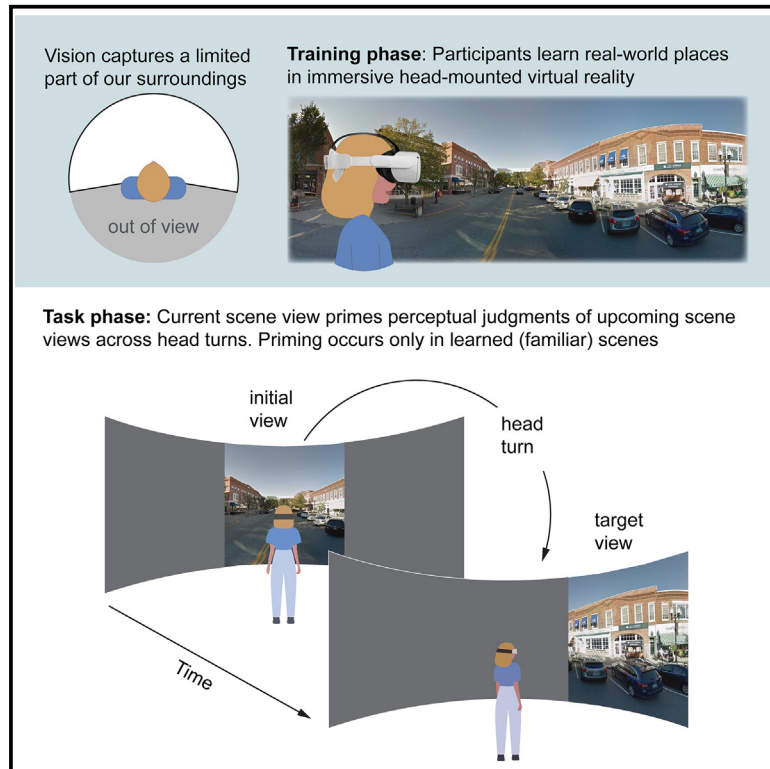 Vision captures a limited
part of our surroundings
out of view
Training phase: Participants learn real-world places
in immersive head-mounted virtual reality
Task phase: Current scene view primes perceptual judgments of upcoming scene
views across head turns. Priming occurs only in learned (familiar) scenes
initial
view
head
turn
target
view
Time